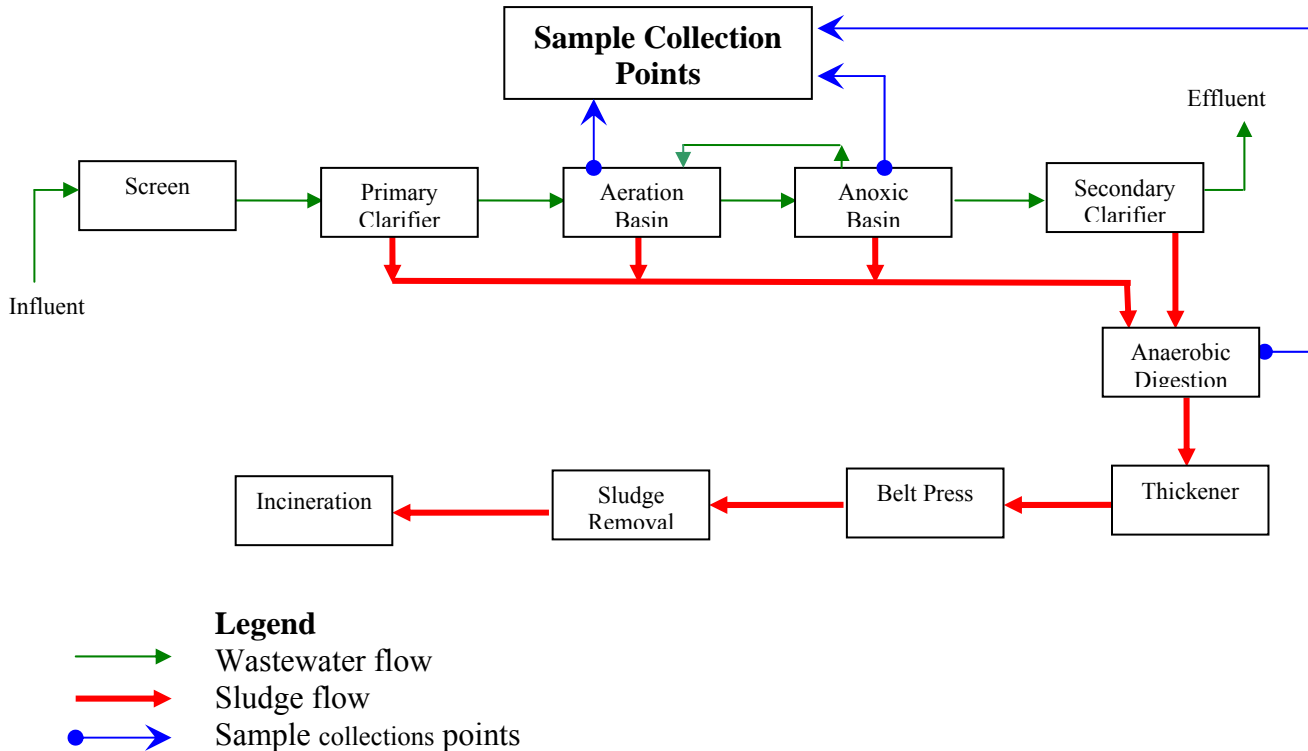 Sample Collection
Points
Effluent
Screen
Primary
Clarifier
Aeration
Basin
Anoxic
Basin
Secondary
Clarifier
Influent
Anaerobic
Digestion
Incineration
Sludge
Removal
Belt Press
Thickener
Legend
Wastewater flow
Sludge flow
Sample collections points